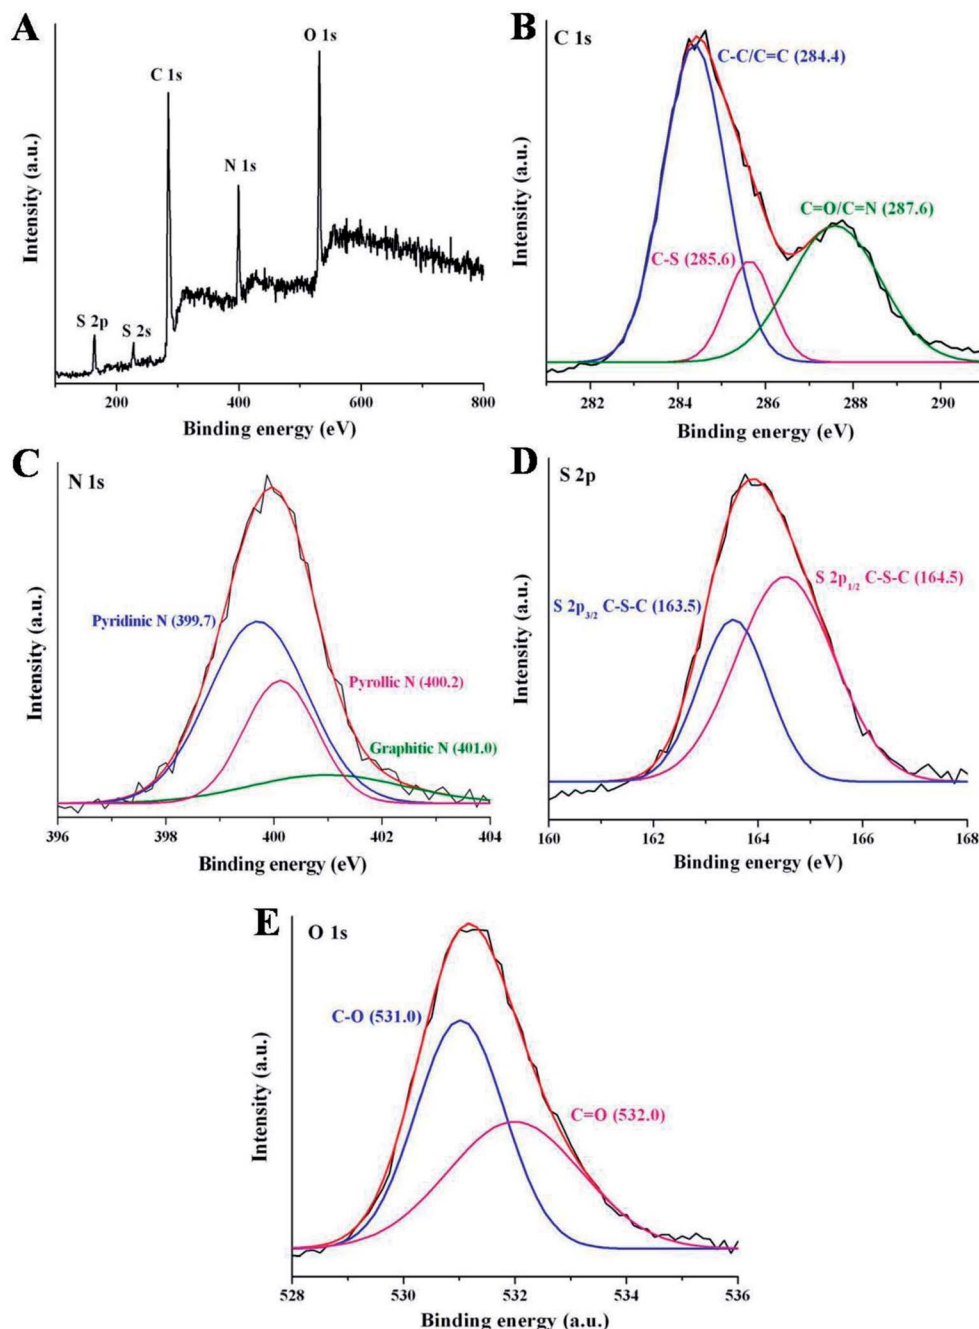 A
O 1s
C 1s
N 1s
S 2p
S 2s
Intensity (a.u.)
200
400
600
800
Binding energy (eV)
B
C 1s
C-C/C=C (284.4)
C=O/C=N (287.6)
C-S (285.6)
Intensity (a.u.)
282
284
286
288
290
Binding energy (eV)
C
N 1s
Pyridinic N (399.7)
Pyrollic N (400.2)
Graphitic N (401.0)
Intensity (a.u.)
396
398
400
402
404
Binding energy (eV)
D
S 2p
S 2p1/2 C-S-C (164.5)
S 2p3/2 C-S-C (163.5)
Intensity (a.u.)
160
162
164
166
168
Binding energy (eV)
E
O 1s
C-O (531.0)
C=O (532.0)
Intensity (a.u.)
528
530
532
534
536
Binding energy (a.u.)